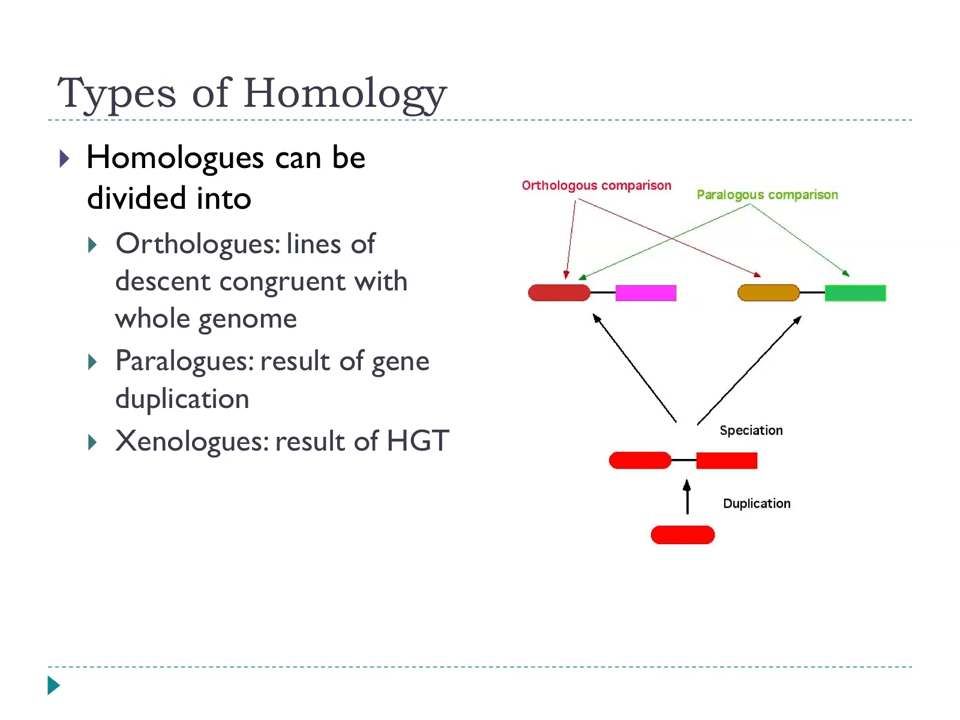 Types of Homology
Homologues can be
divided into
Orthologues: lines of
descent congruent with
whole genome
Paralogues: result of gene
duplication
Xenologues: result of HGT
Orthologous comparison
Paralogous comparison
Speciation
Duplication